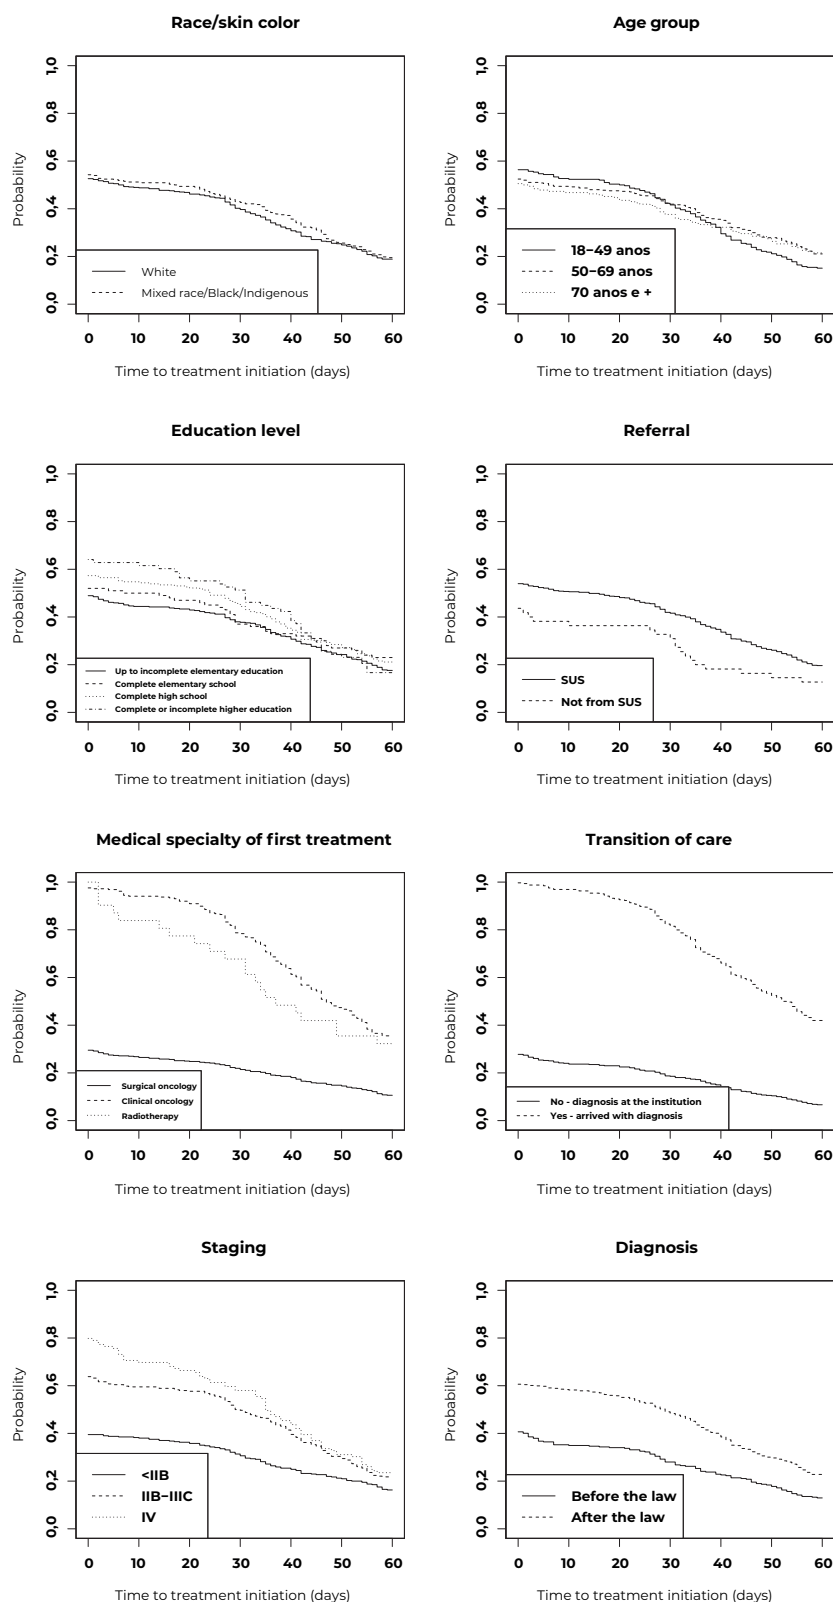 Race/skin color
Probability
1,0
0,8
0,6
0,4
0,2
0,0
White
Mixed race/Black/Indigenous
0 10 20 30 40 50 60
Time to treatment initiation (days)
Age group
Probability
1,0
0,8
0,6
0,4
0,2
0,0
18−49 anos
50−69 anos
70 anos e +
0 10 20 30 40 50 60
Time to treatment initiation (days)
Education level
Probability
1,0
0,8
0,6
0,4
0,2
0,0
Up to incomplete elementary education
Complete elementary school
Complete high school
Complete or incomplete higher education
0 10 20 30 40 50 60
Time to treatment initiation (days)
Referral
Probability
1,0
0,8
0,6
0,4
0,2
0,0
SUS
Not from SUS
0 10 20 30 40 50 60
Time to treatment initiation (days)
Medical specialty of first treatment
Probability
1,0
0,8
0,6
0,4
0,2
0,0
Surgical oncology
Clinical oncology
Radiotherapy
0 10 20 30 40 50 60
Time to treatment initiation (days)
Transition of care
Probability
1,0
0,8
0,6
0,4
0,2
0,0
No - diagnosis at the institution
Yes - arrived with diagnosis
0 10 20 30 40 50 60
Time to treatment initiation (days)
Staging
Probability
1,0
0,8
0,6
0,4
0,2
0,0
<IIB
IIB−IIIC
IV
0 10 20 30 40 50 60
Time to treatment initiation (days)
Diagnosis
Probability
1,0
0,8
0,6
0,4
0,2
0,0
Before the law
After the law
0 10 20 30 40 50 60
Time to treatment initiation (days)